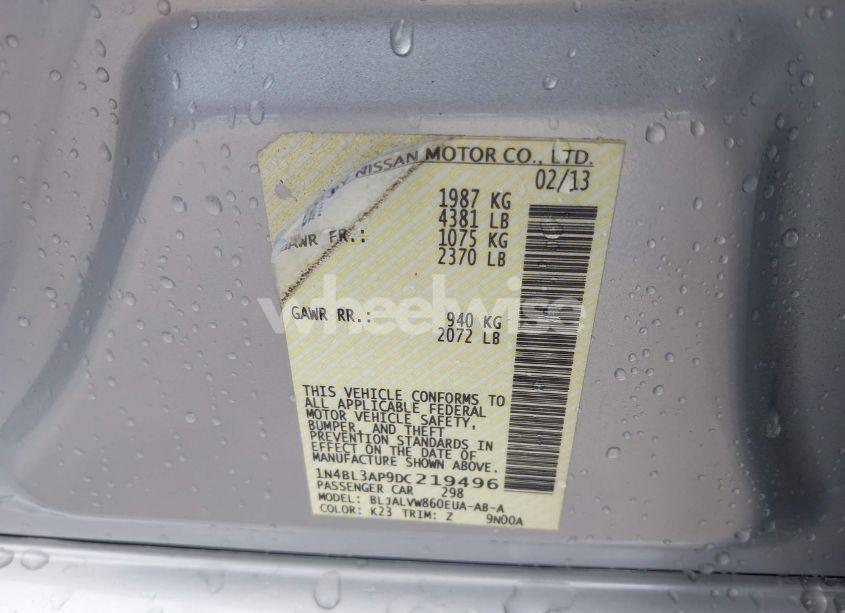 NISSAN MOTOR CO., LTD.
02/13
1987 KG
4381 LB
GAWR FR.: 1075 KG
2370 LB
GAWR RR.: 940 KG
2072 LB
THIS VEHICLE CONFORMS TO
ALL APPLICABLE FEDERAL
MOTOR VEHICLE SAFETY,
BUMPER, AND THEFT
PREVENTION STANDARDS IN
EFFECT ON THE DATE OF
MANUFACTURE SHOWN ABOVE.
1N4BL3AP9DC219496
PASSENGER CAR 298
MODEL: BLJALVW860EUA-AB-A
COLOR: K23 TRIM: Z 9N00A
wheelwise